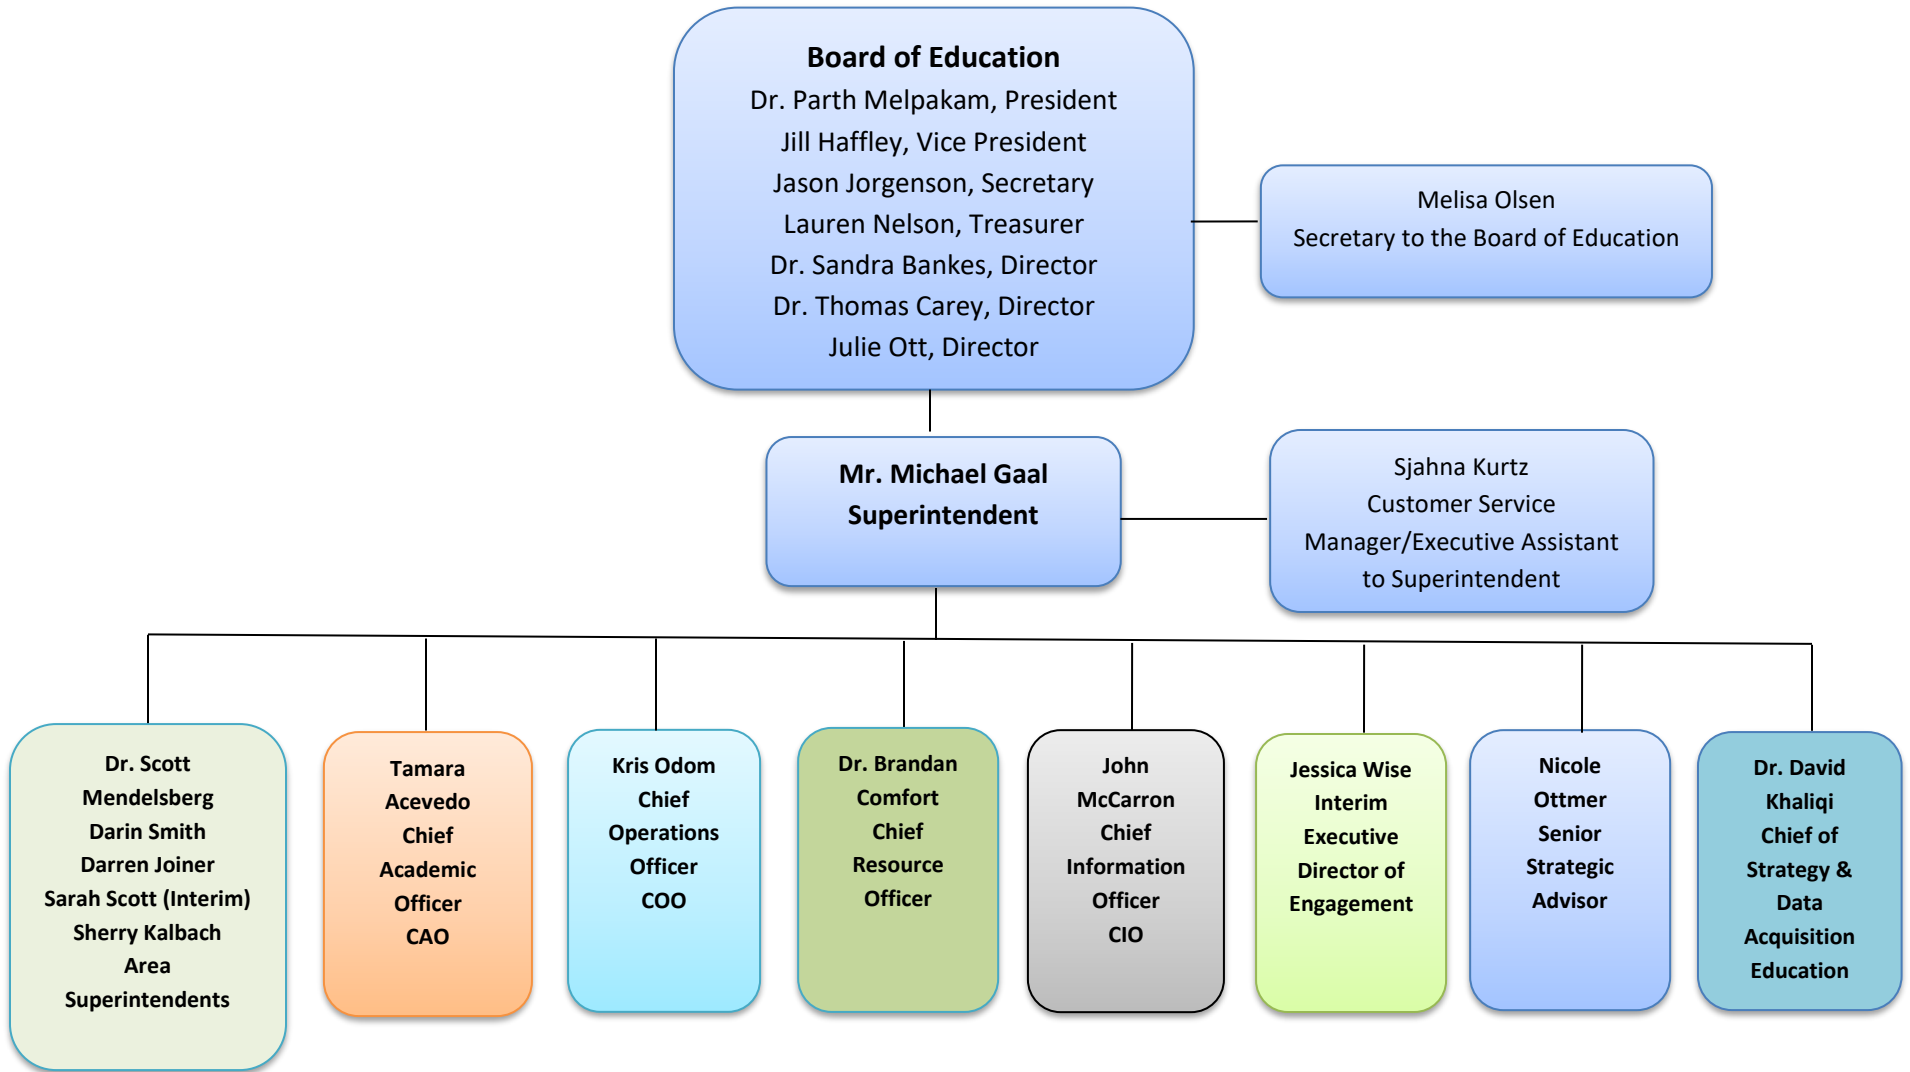 Board of Education
Dr. Parth Melpakam, President
Jill Haffley, Vice President
Jason Jorgenson, Secretary
Lauren Nelson, Treasurer
Dr. Sandra Bankes, Director
Dr. Thomas Carey, Director
Julie Ott, Director
Melisa Olsen
Secretary to the Board of Education
Mr. Michael Gaal
Superintendent
Sjahna Kurtz
Customer Service
Manager/Executive Assistant
to Superintendent
Dr. Scott
Mendelsberg
Darin Smith
Darren Joiner
Sarah Scott (Interim)
Sherry Kalbach
Area
Superintendents
Tamara
Acevedo
Chief
Academic
Officer
CAO
Kris Odom
Chief
Operations
Officer
COO
Dr. Brandan
Comfort
Chief
Resource
Officer
John
McCarron
Chief
Information
Officer
CIO
Jessica Wise
Interim
Executive
Director of
Engagement
Nicole
Ottmer
Senior
Strategic
Advisor
Dr. David
Khaliqi
Chief of
Strategy &
Data
Acquisition
Education